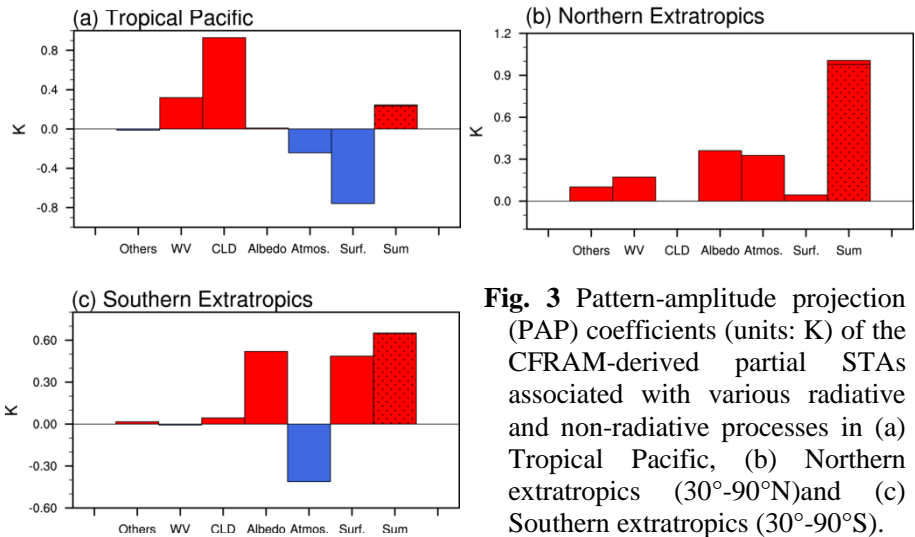 (a) Tropical Pacific
0.8
0.4
0.0
-0.4
-0.8
K
Others WV CLD Albedo Atmos. Surf. Sum
(b) Northern Extratropics
1.2
0.9
0.6
0.3
0.0
K
Others WV CLD Albedo Atmos. Surf. Sum
(c) Southern Extratropics
0.60
0.30
0.00
-0.30
-0.60
K
Others WV CLD Albedo Atmos. Surf. Sum
Fig. 3 Pattern-amplitude projection
(PAP) coefficients (units: K) of the
CFRAM-derived partial STAs
associated with various radiative
and non-radiative processes in (a)
Tropical Pacific, (b) Northern
extratropics (30°-90°N)and (c)
Southern extratropics (30°-90°S).